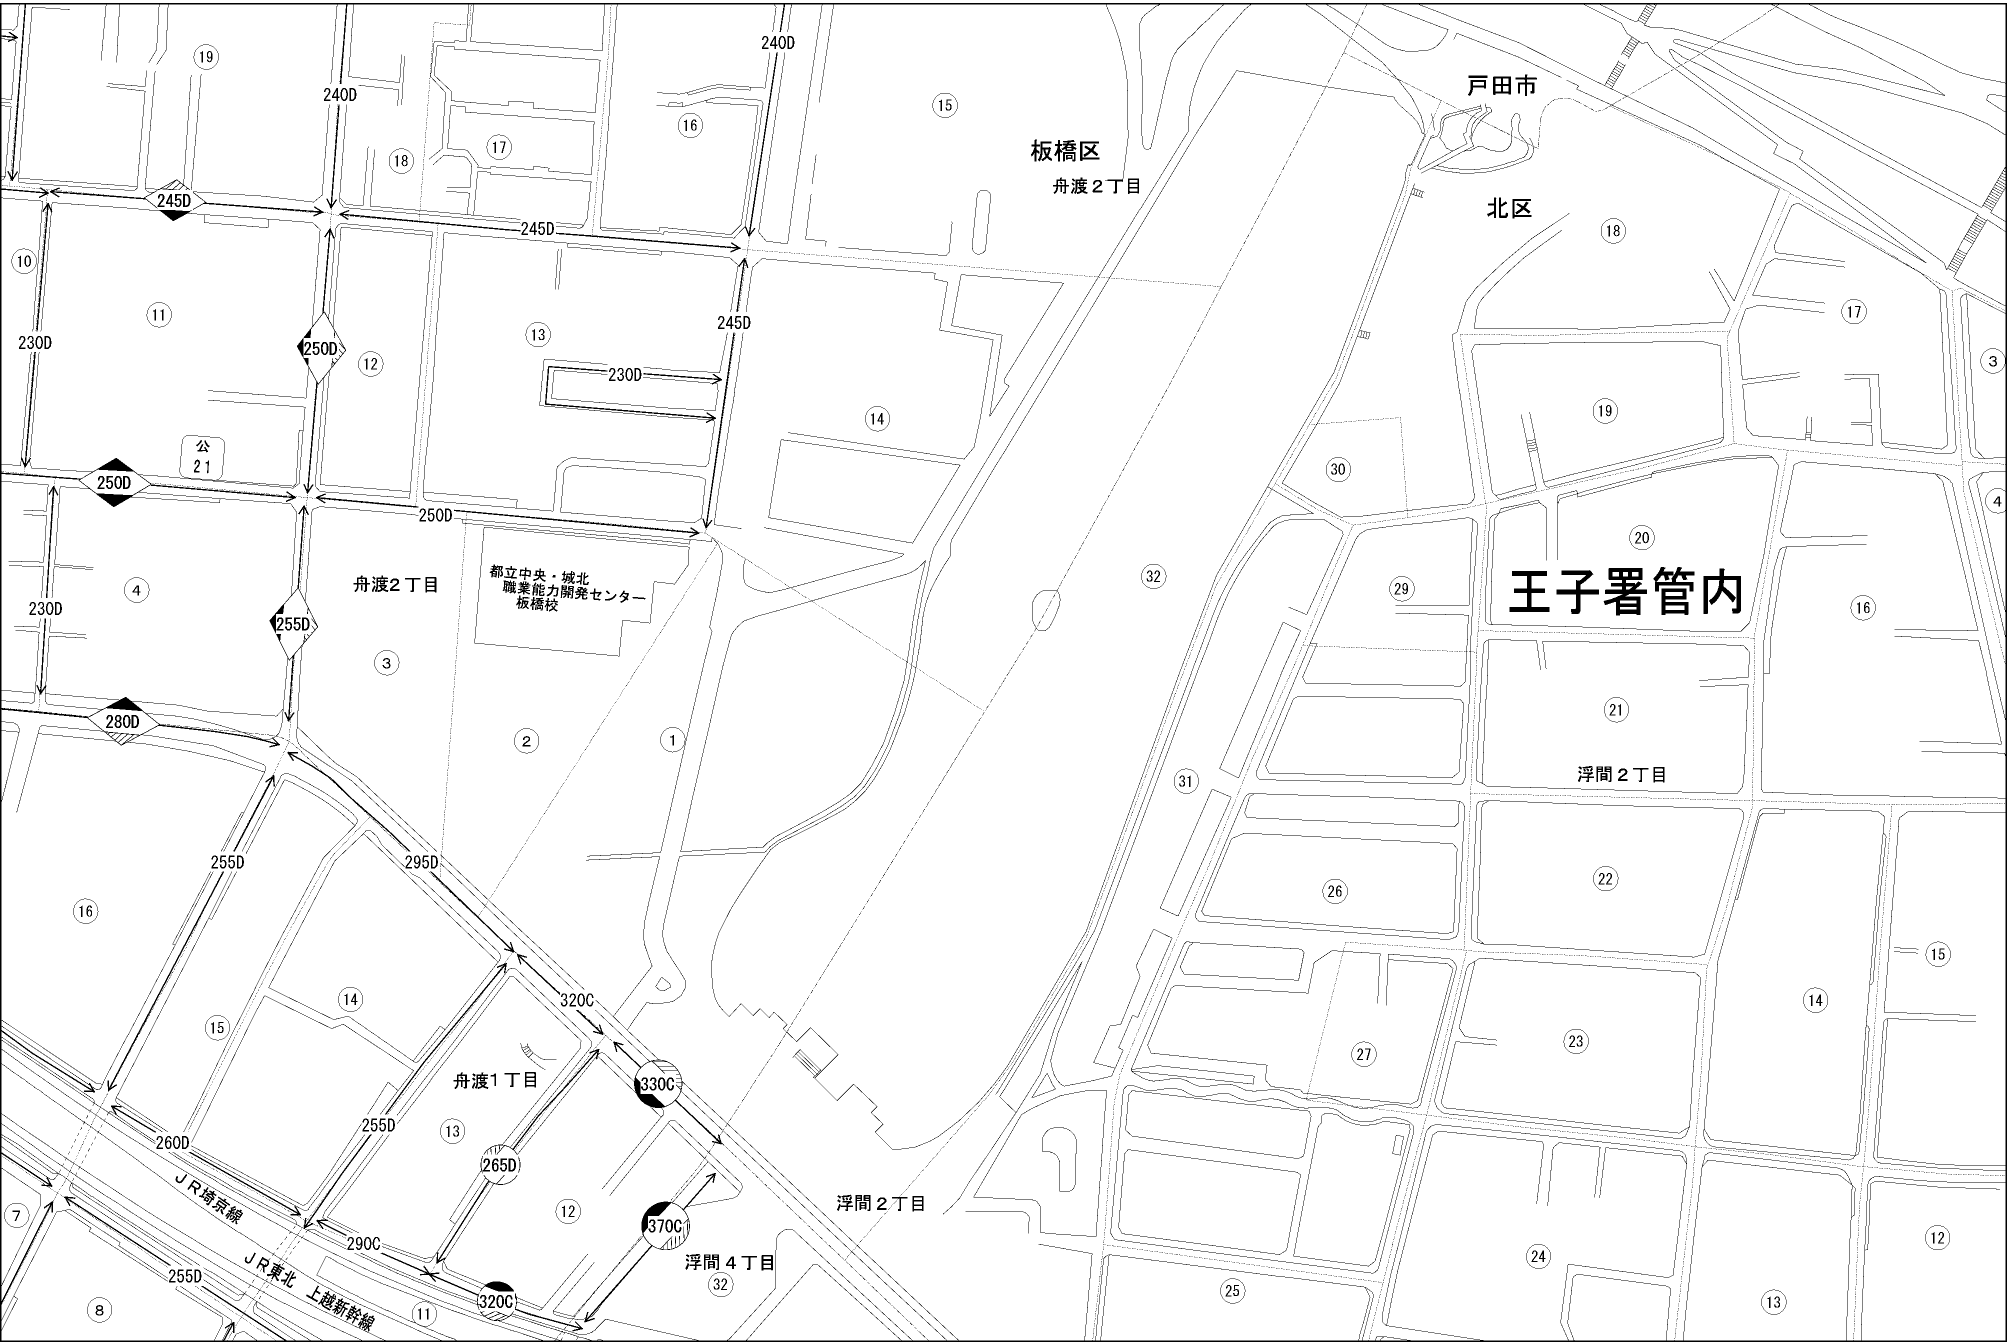 19
240D
18
17
16
240D
15
板橋区
舟渡２丁目
戸田市
北区
18
17
3
245D
245D
10
11
230D
250D
12
13
245D
230D
14
19
30
4
公
21
250D
250D
都立中央・城北
職業能力開発センター
板橋校
舟渡２丁目
4
230D
255D
3
2
1
32
29
20
王子署管内
16
280D
21
浮間２丁目
31
255D
295D
16
22
26
15
14
15
14
320C
23
27
舟渡１丁目
330C
13
255D
260D
265D
ＪＲ埼京線
7
12
370C
浮間２丁目
290C
浮間４丁目
32
ＪＲ東北　上越新幹線
255D
320C
8
11
25
24
13
12